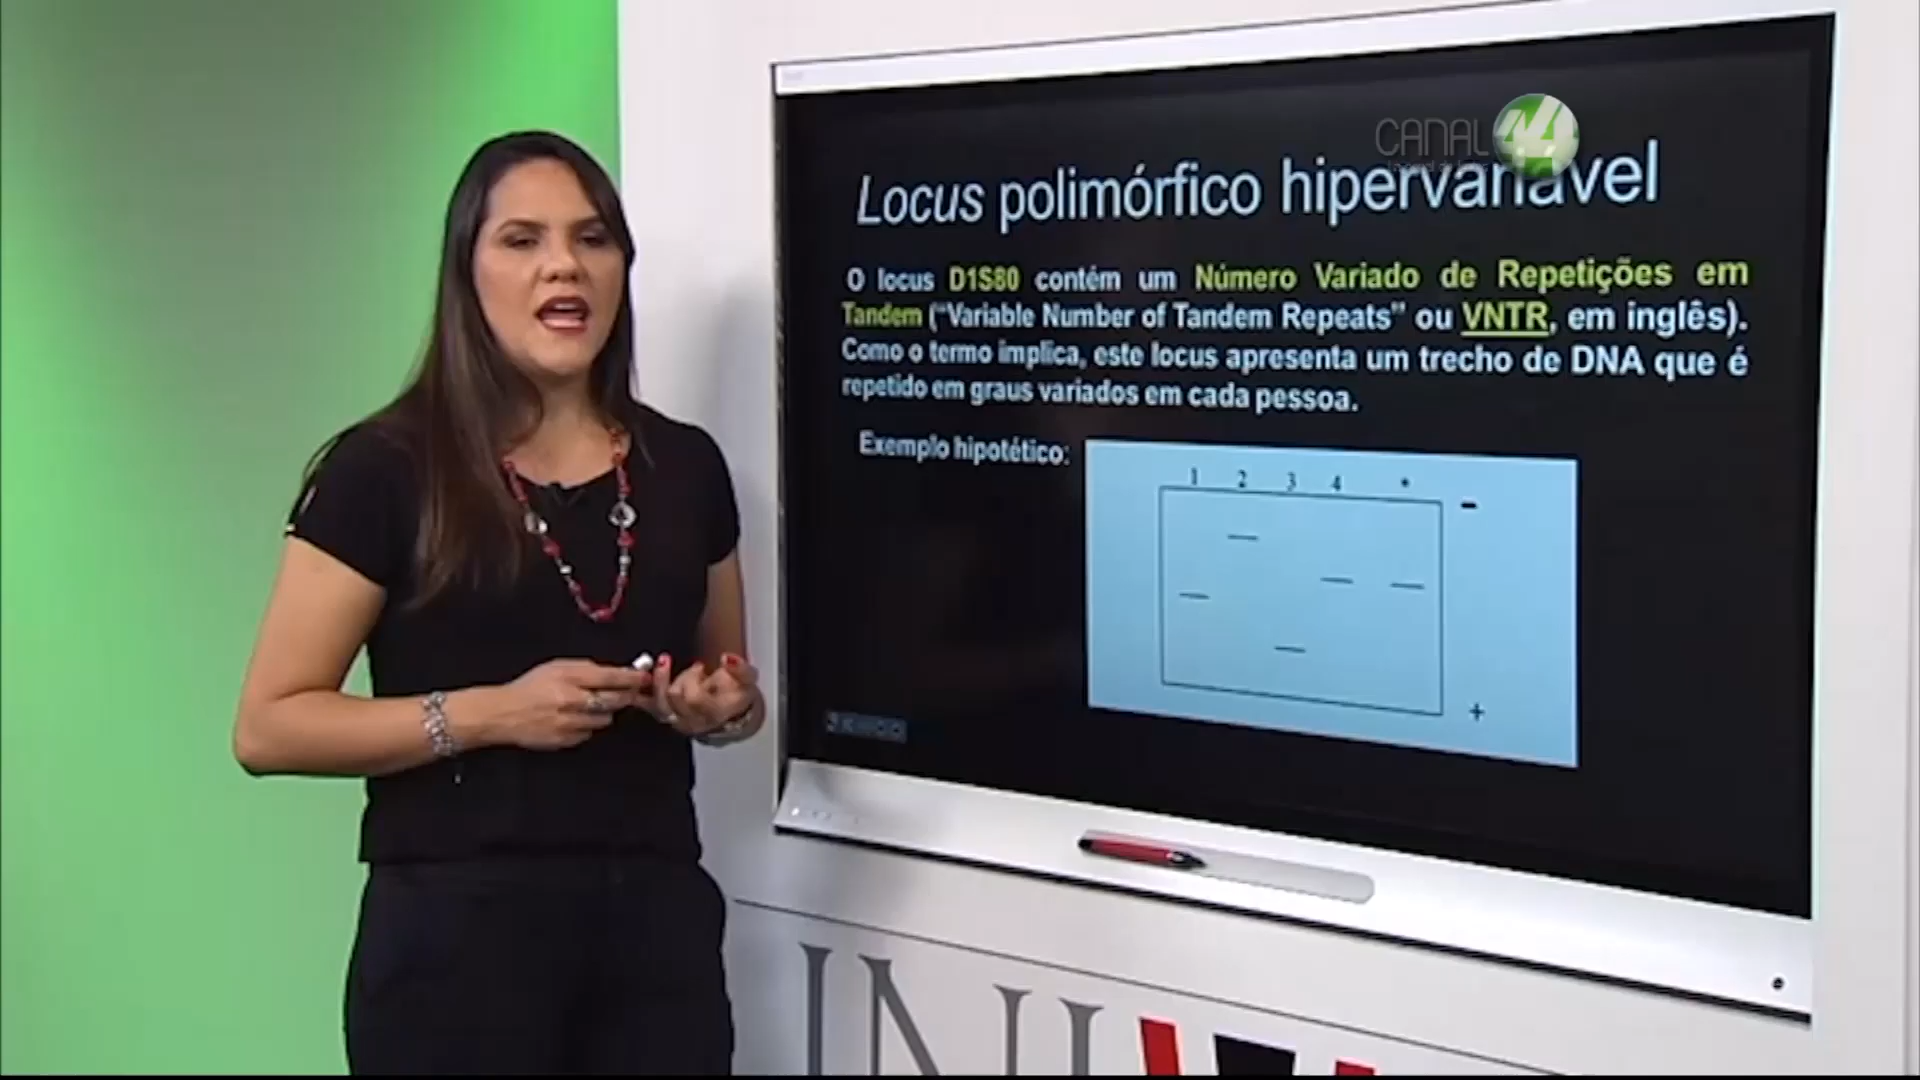 CANAL 44
Locus polimórfico hipervariável
O locus D1S80 contém um Número Variado de Repetições em
Tandem (“Variable Number of Tandem Repeats” ou VNTR, em inglês).
Como o termo implica, este locus apresenta um trecho de DNA que é
repetido em graus variados em cada pessoa.
Exemplo hipotético:
1 2 3 4 *
-
+
UNI